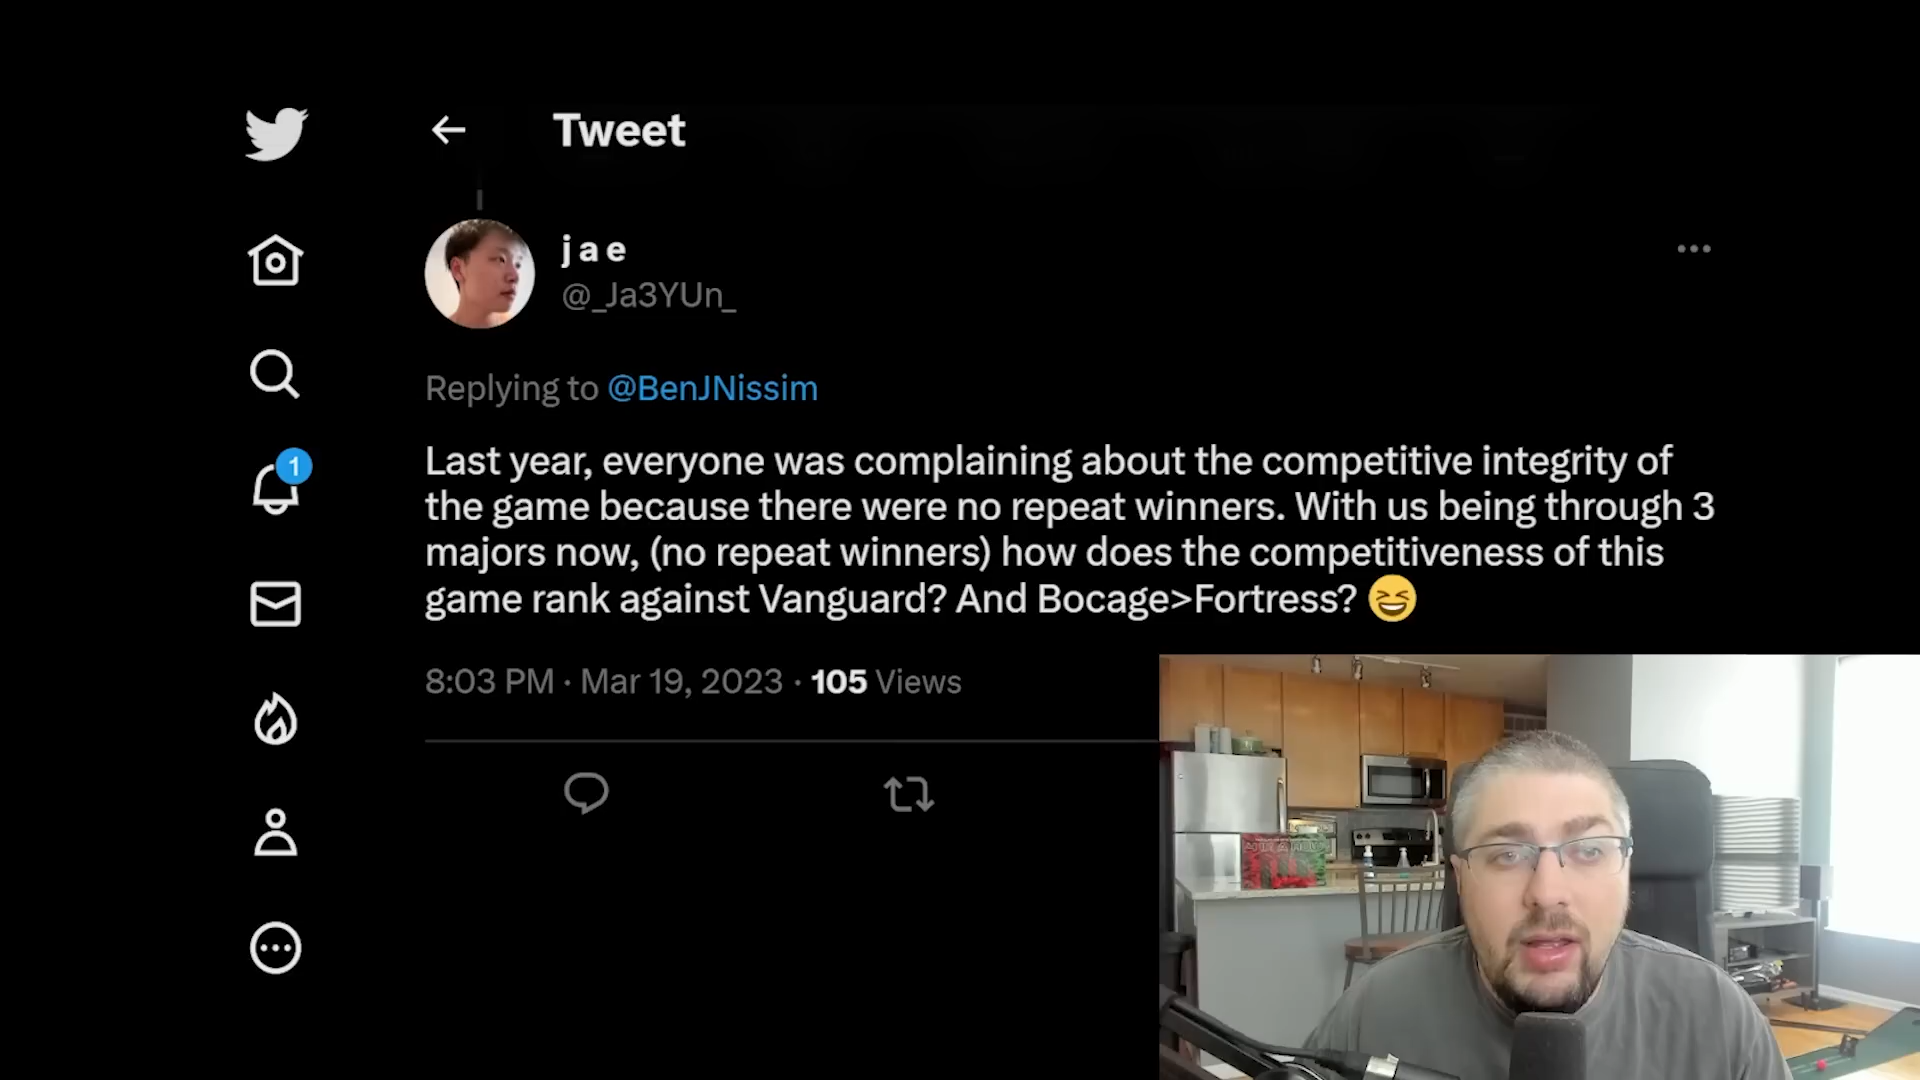 Tweet
jae
@_Ja3YUn_
Replying to @BenJNissim
1
Last year, everyone was complaining about the competitive integrity of
the game because there were no repeat winners. With us being through 3
majors now, (no repeat winners) how does the competitiveness of this
game rank against Vanguard? And Bocage>Fortress? 😆
8:03 PM · Mar 19, 2023 · 105 Views